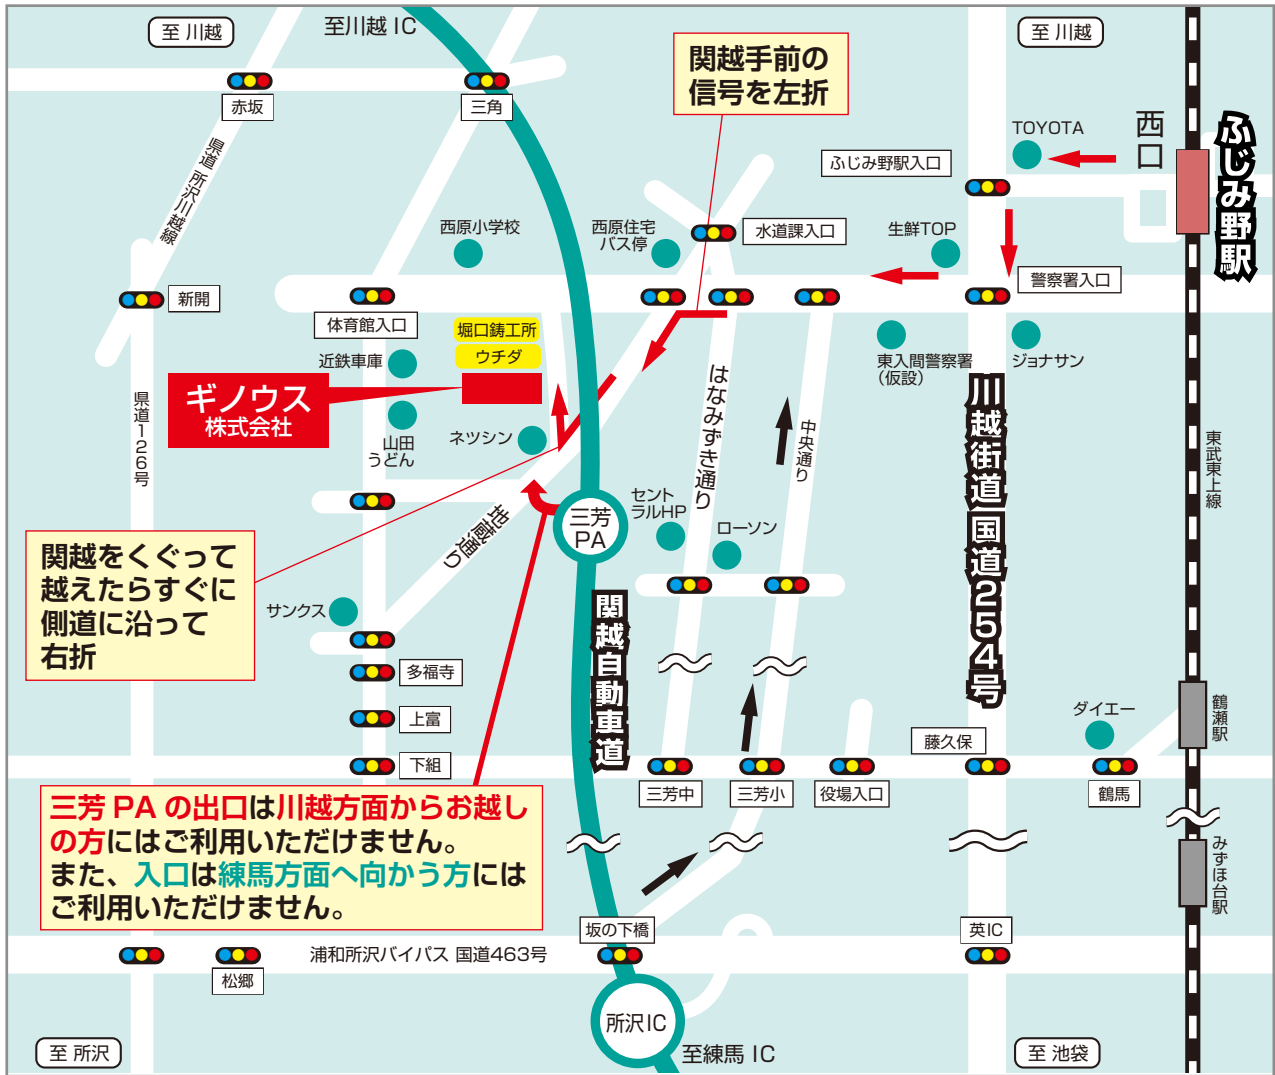 至 川越
至川越 IC
至 川越
関越手前の
信号を左折
赤坂
三角
TOYOTA
西口
ふじみ野駅
ふじみ野駅入口
県道 所沢川越線
西原小学校
西原住宅
バス停
水道課入口
生鮮TOP
警察署入口
新開
体育館入口
堀口鋳工所
ウチダ
近鉄車庫
ギノウス
株式会社
東入間警察署
(仮設)
ジョナサン
山田
うどん
ネツシン
県道126号
はなみずき通り
中央通り
川越街道 国道254号
東武東上線
地蔵通り
三芳
PA
セント
ラルHP
ローソン
関越をくぐって
越えたらすぐに
側道に沿って
右折
サンクス
関越自動車道
多福寺
上富
下組
三芳中
三芳小
役場入口
藤久保
ダイエー
鶴馬
鶴瀬駅
みずほ台駅
三芳 PA の出口は川越方面からお越し
の方にはご利用いただけません。
また、入口は練馬方面へ向かう方には
ご利用いただけません。
坂の下橋
英IC
浦和所沢バイパス 国道463号
松郷
所沢IC
至 所沢
至練馬 IC
至 池袋